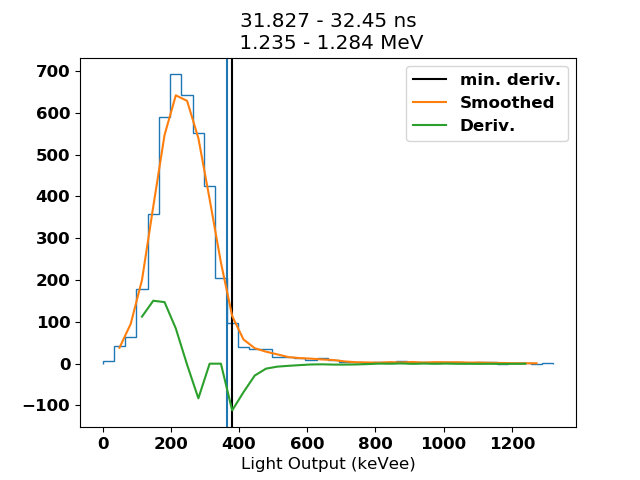 31.827 - 32.45 ns
1.235 - 1.284 MeV
min. deriv.
Smoothed
Deriv.
700
600
500
400
300
200
100
0
−100
0 200 400 600 800 1000 1200
Light Output (keVee)